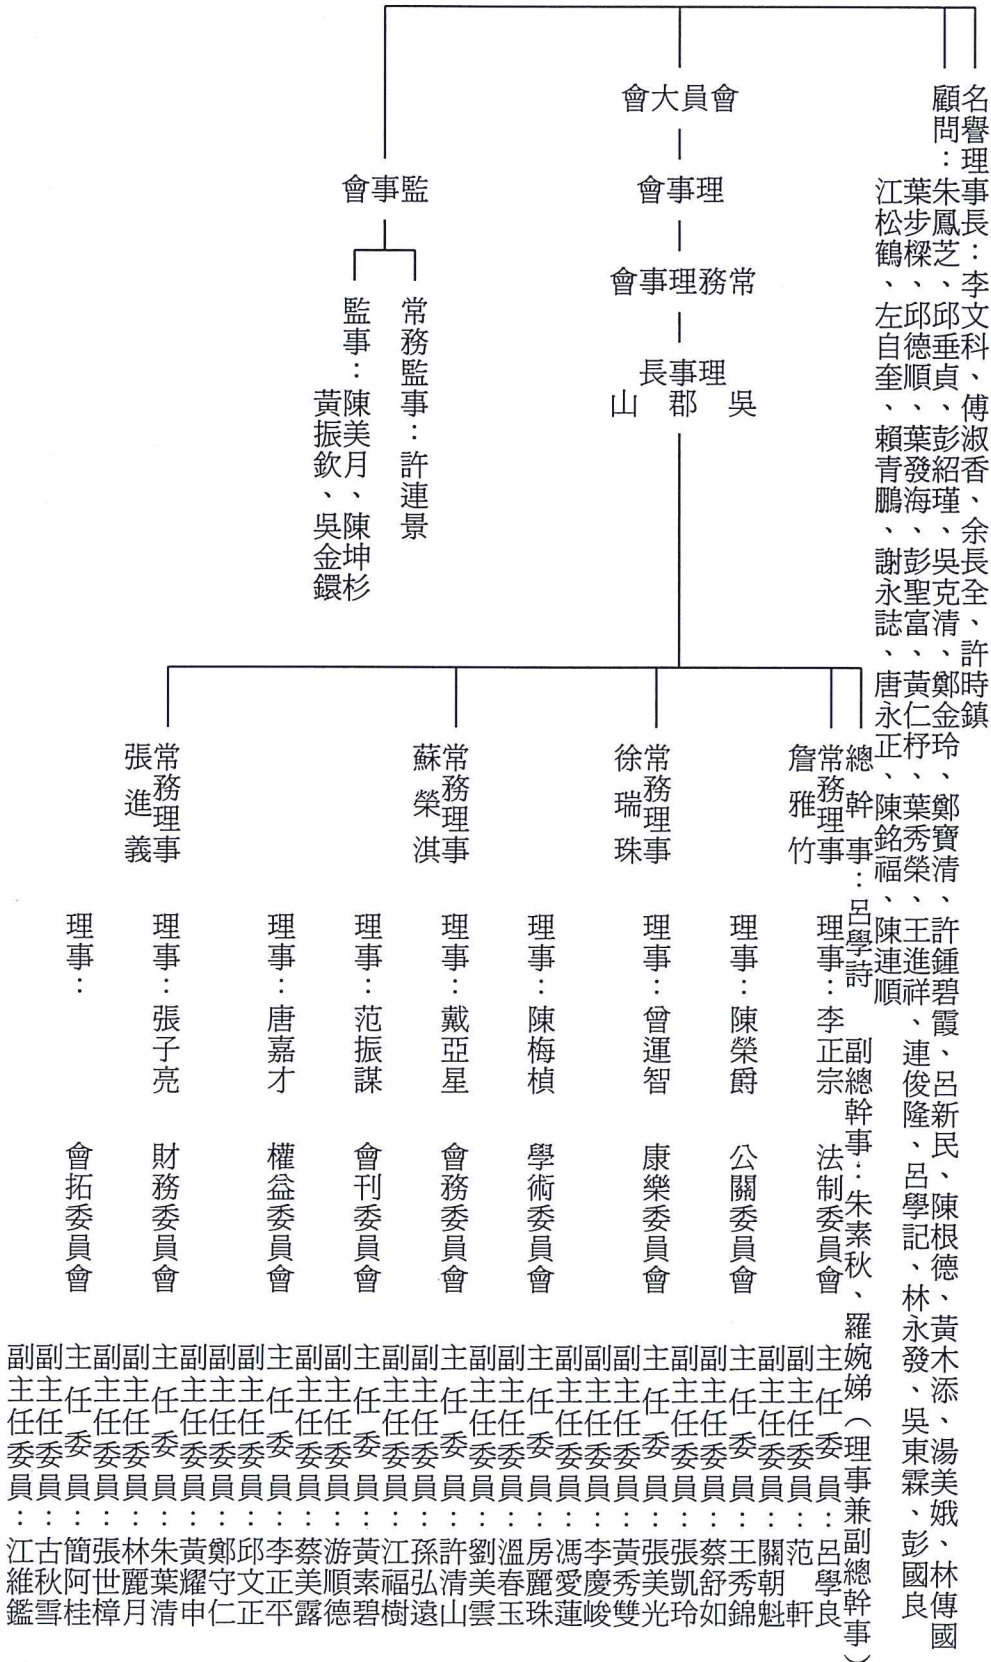 名譽理事長：李文科、傅淑香、余長全、許時鎮
顧問：朱鳳芝、邱垂貞、彭紹瑾、吳克清、鄭金玲、鄭寶清、許鍾碧霞、呂新民、陳根德、黃木添、湯美娥、林傳國
葉步樑、邱德順、葉發海、彭聖富、黃仁杼、葉秀榮、王進祥、連俊隆、呂學記、林永發、吳東霖、彭國良
江松鶴、左自奎、賴青鵬、謝永誌、唐永正、陳銘福、陳連順
會員大會
理事會
常務理事會
理事長
吳郡山
監事會
常務監事：許連景
監事：陳美月、陳坤杉
黃振欽、吳金鐶
總幹事：呂學詩 副總幹事：朱素秋、羅婉娣（理事兼副總幹事）
常務理事
詹雅竹
理事：李正宗 法制委員會 主任委員：呂學良
副主任委員：范軒
副主任委員：關朝魁
理事：陳榮爵 公關委員會 主任委員：王秀錦
副主任委員：蔡舒如
副主任委員：張凱玲
常務理事
徐瑞珠
理事：曾運智 康樂委員會 主任委員：張美光
副主任委員：黃秀雙
副主任委員：李慶峻
副主任委員：馮愛蓮
理事：陳梅楨 學術委員會 主任委員：房麗珠
副主任委員：溫春玉
副主任委員：劉美雲
常務理事
蘇榮淇
理事：戴亞星 會務委員會 主任委員：許清山
副主任委員：孫弘遠
副主任委員：江福樹
理事：范振謀 會刊委員會 主任委員：黃素碧
副主任委員：游順德
副主任委員：蔡美露
理事：唐嘉才 權益委員會 主任委員：李正平
副主任委員：邱文正
副主任委員：鄭守仁
副主任委員：黃耀申
常務理事
張進義
理事：張子亮 財務委員會 主任委員：朱葉清
副主任委員：林麗月
副主任委員：張世樟
理事： 會拓委員會 主任委員：簡阿桂
副主任委員：古秋雪
副主任委員：江維鑑